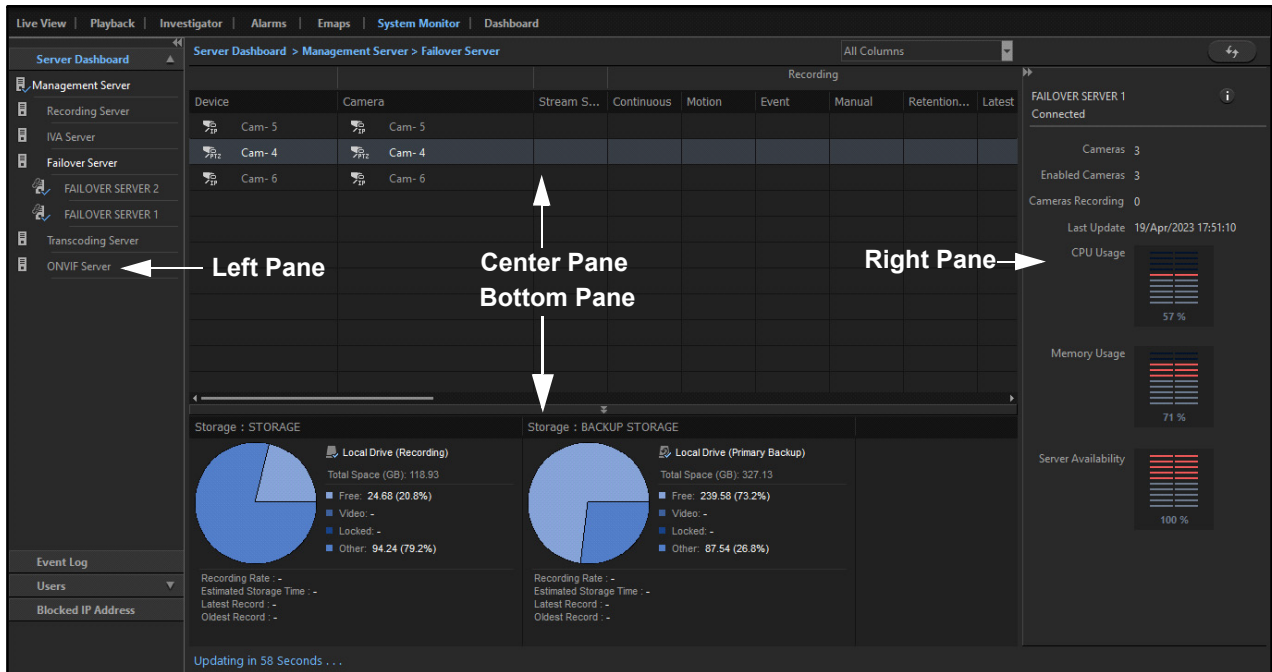 Live View | Playback | Investigator | Alarms | Emaps | System Monitor | Dashboard
Server Dashboard
Management Server
Recording Server
IVA Server
Failover Server
FAILOVER SERVER 2
FAILOVER SERVER 1
Transcoding Server
ONVIF Server
Left Pane
Event Log
Users
Blocked IP Address
Server Dashboard > Management Server > Failover Server
All Columns
Recording
Device Camera Stream S... Continuous Motion Event Manual Retention... Latest
IP Cam- 5 IP Cam- 5
PTZ Cam- 4 PTZ Cam- 4
IP Cam- 6 IP Cam- 6
Center Pane
Bottom Pane
Storage : STORAGE
Local Drive (Recording)
Total Space (GB): 118.93
Free: 24.68 (20.8%)
Video: -
Locked: -
Other: 94.24 (79.2%)
Recording Rate : -
Estimated Storage Time : -
Latest Record : -
Oldest Record : -
Storage : BACKUP STORAGE
Local Drive (Primary Backup)
Total Space (GB): 327.13
Free: 239.58 (73.2%)
Video: -
Locked: -
Other: 87.54 (26.8%)
Recording Rate : -
Estimated Storage Time : -
Latest Record : -
Oldest Record : -
Updating in 58 Seconds . . .
FAILOVER SERVER 1
i
Connected
Cameras 3
Enabled Cameras 3
Cameras Recording 0
Last Update 19/Apr/2023 17:51:10
Right Pane
CPU Usage
57 %
Memory Usage
71 %
Server Availability
100 %